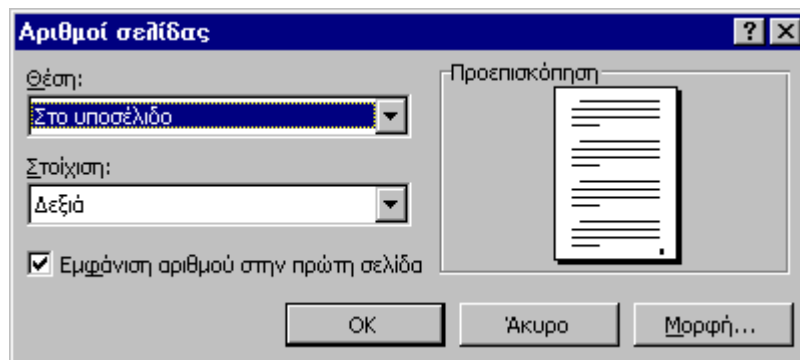 Αριθμοί σελίδας
Θέση:
Στο υποσέλιδο
Στοίχιση:
Δεξιά
Εμφάνιση αριθμού στην πρώτη σελίδα
Προεπισκόπηση
OK
Άκυρο
Μορφή...